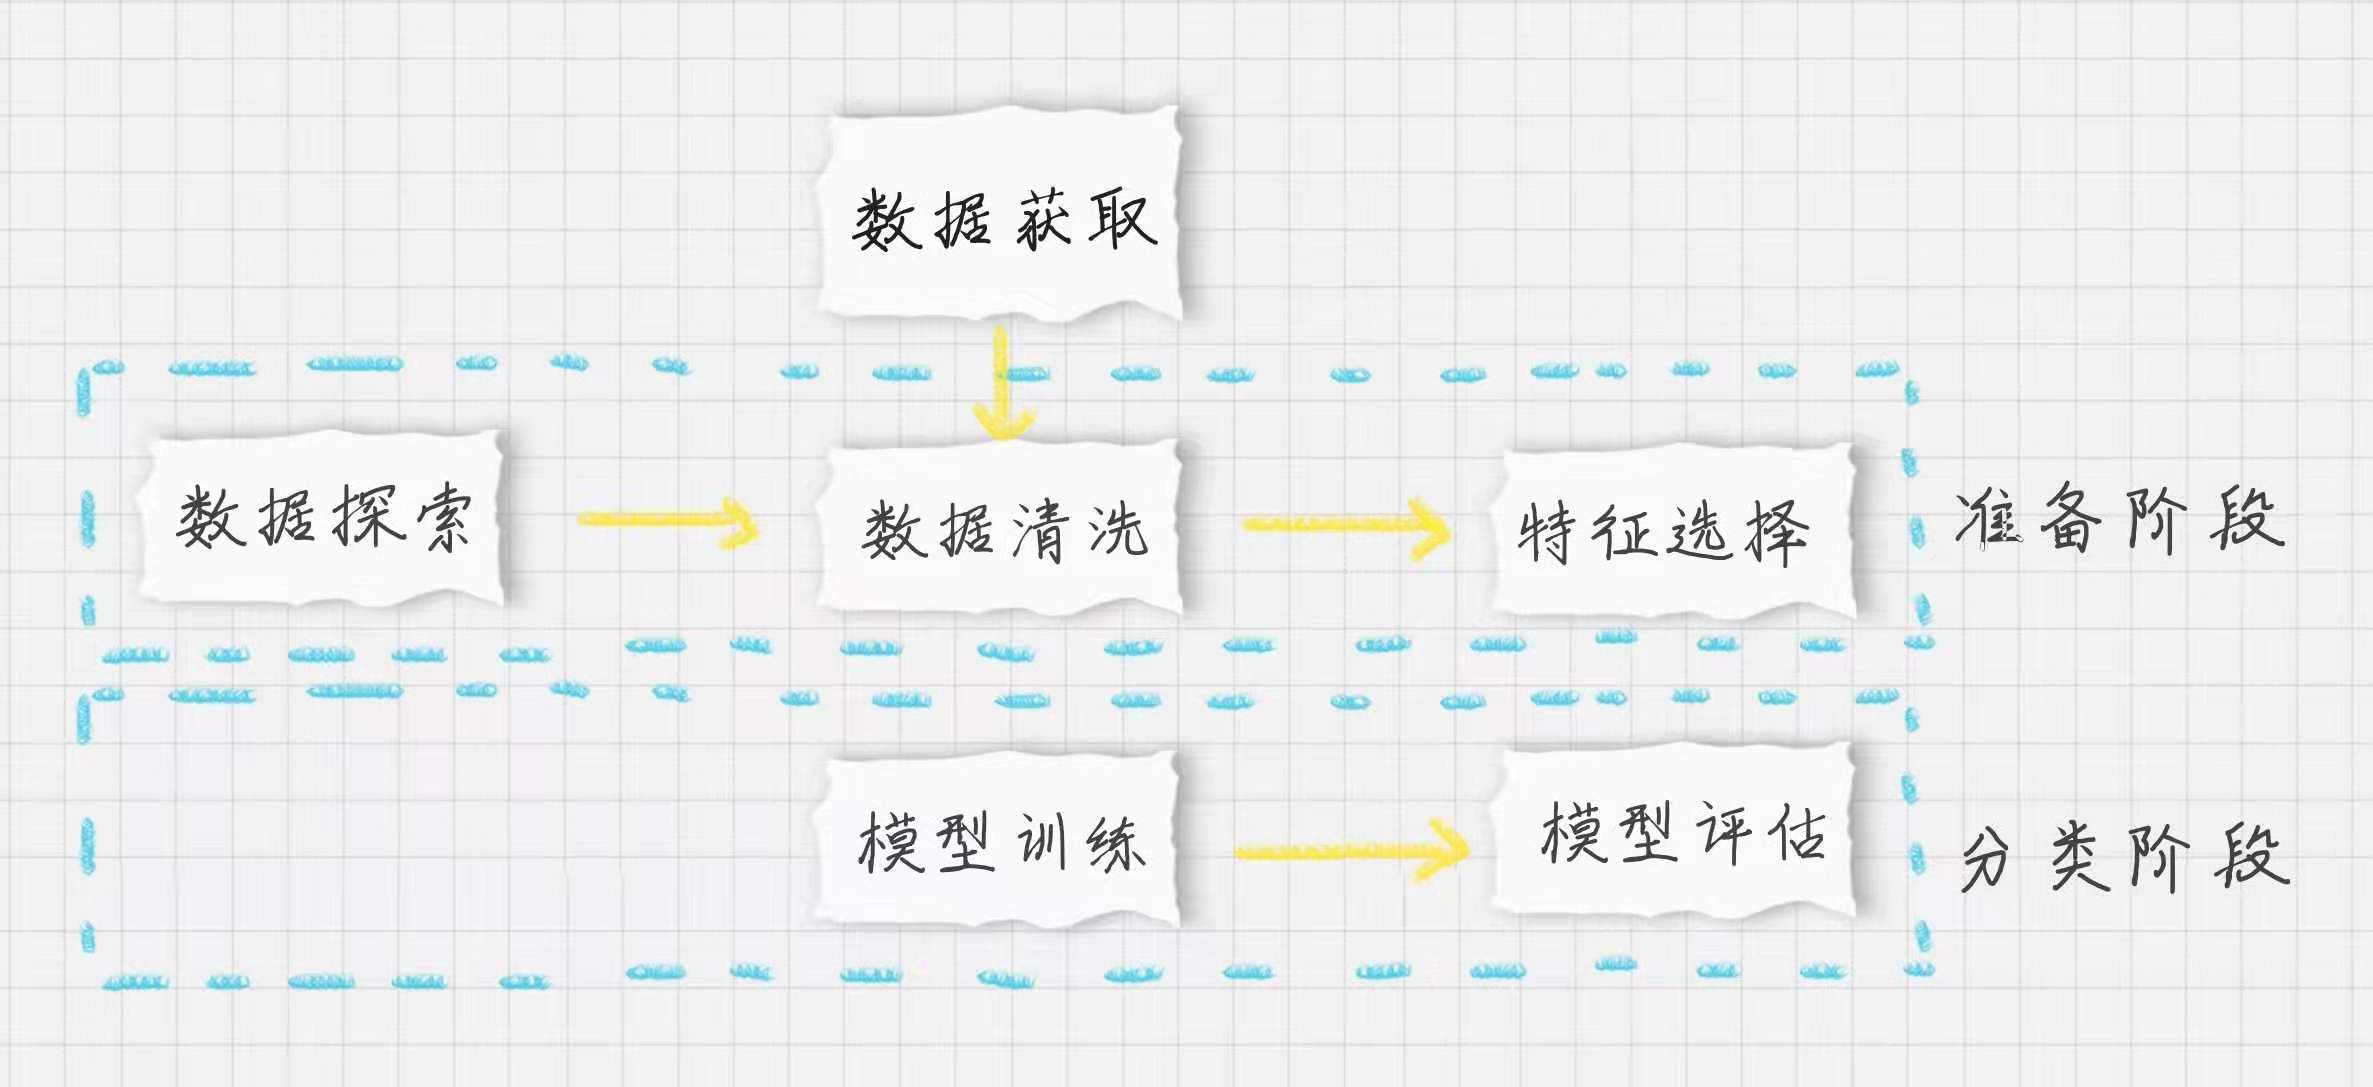 数据获取
数据探索
数据清洗
特征选择
准备阶段
模型训练
模型评估
分类阶段